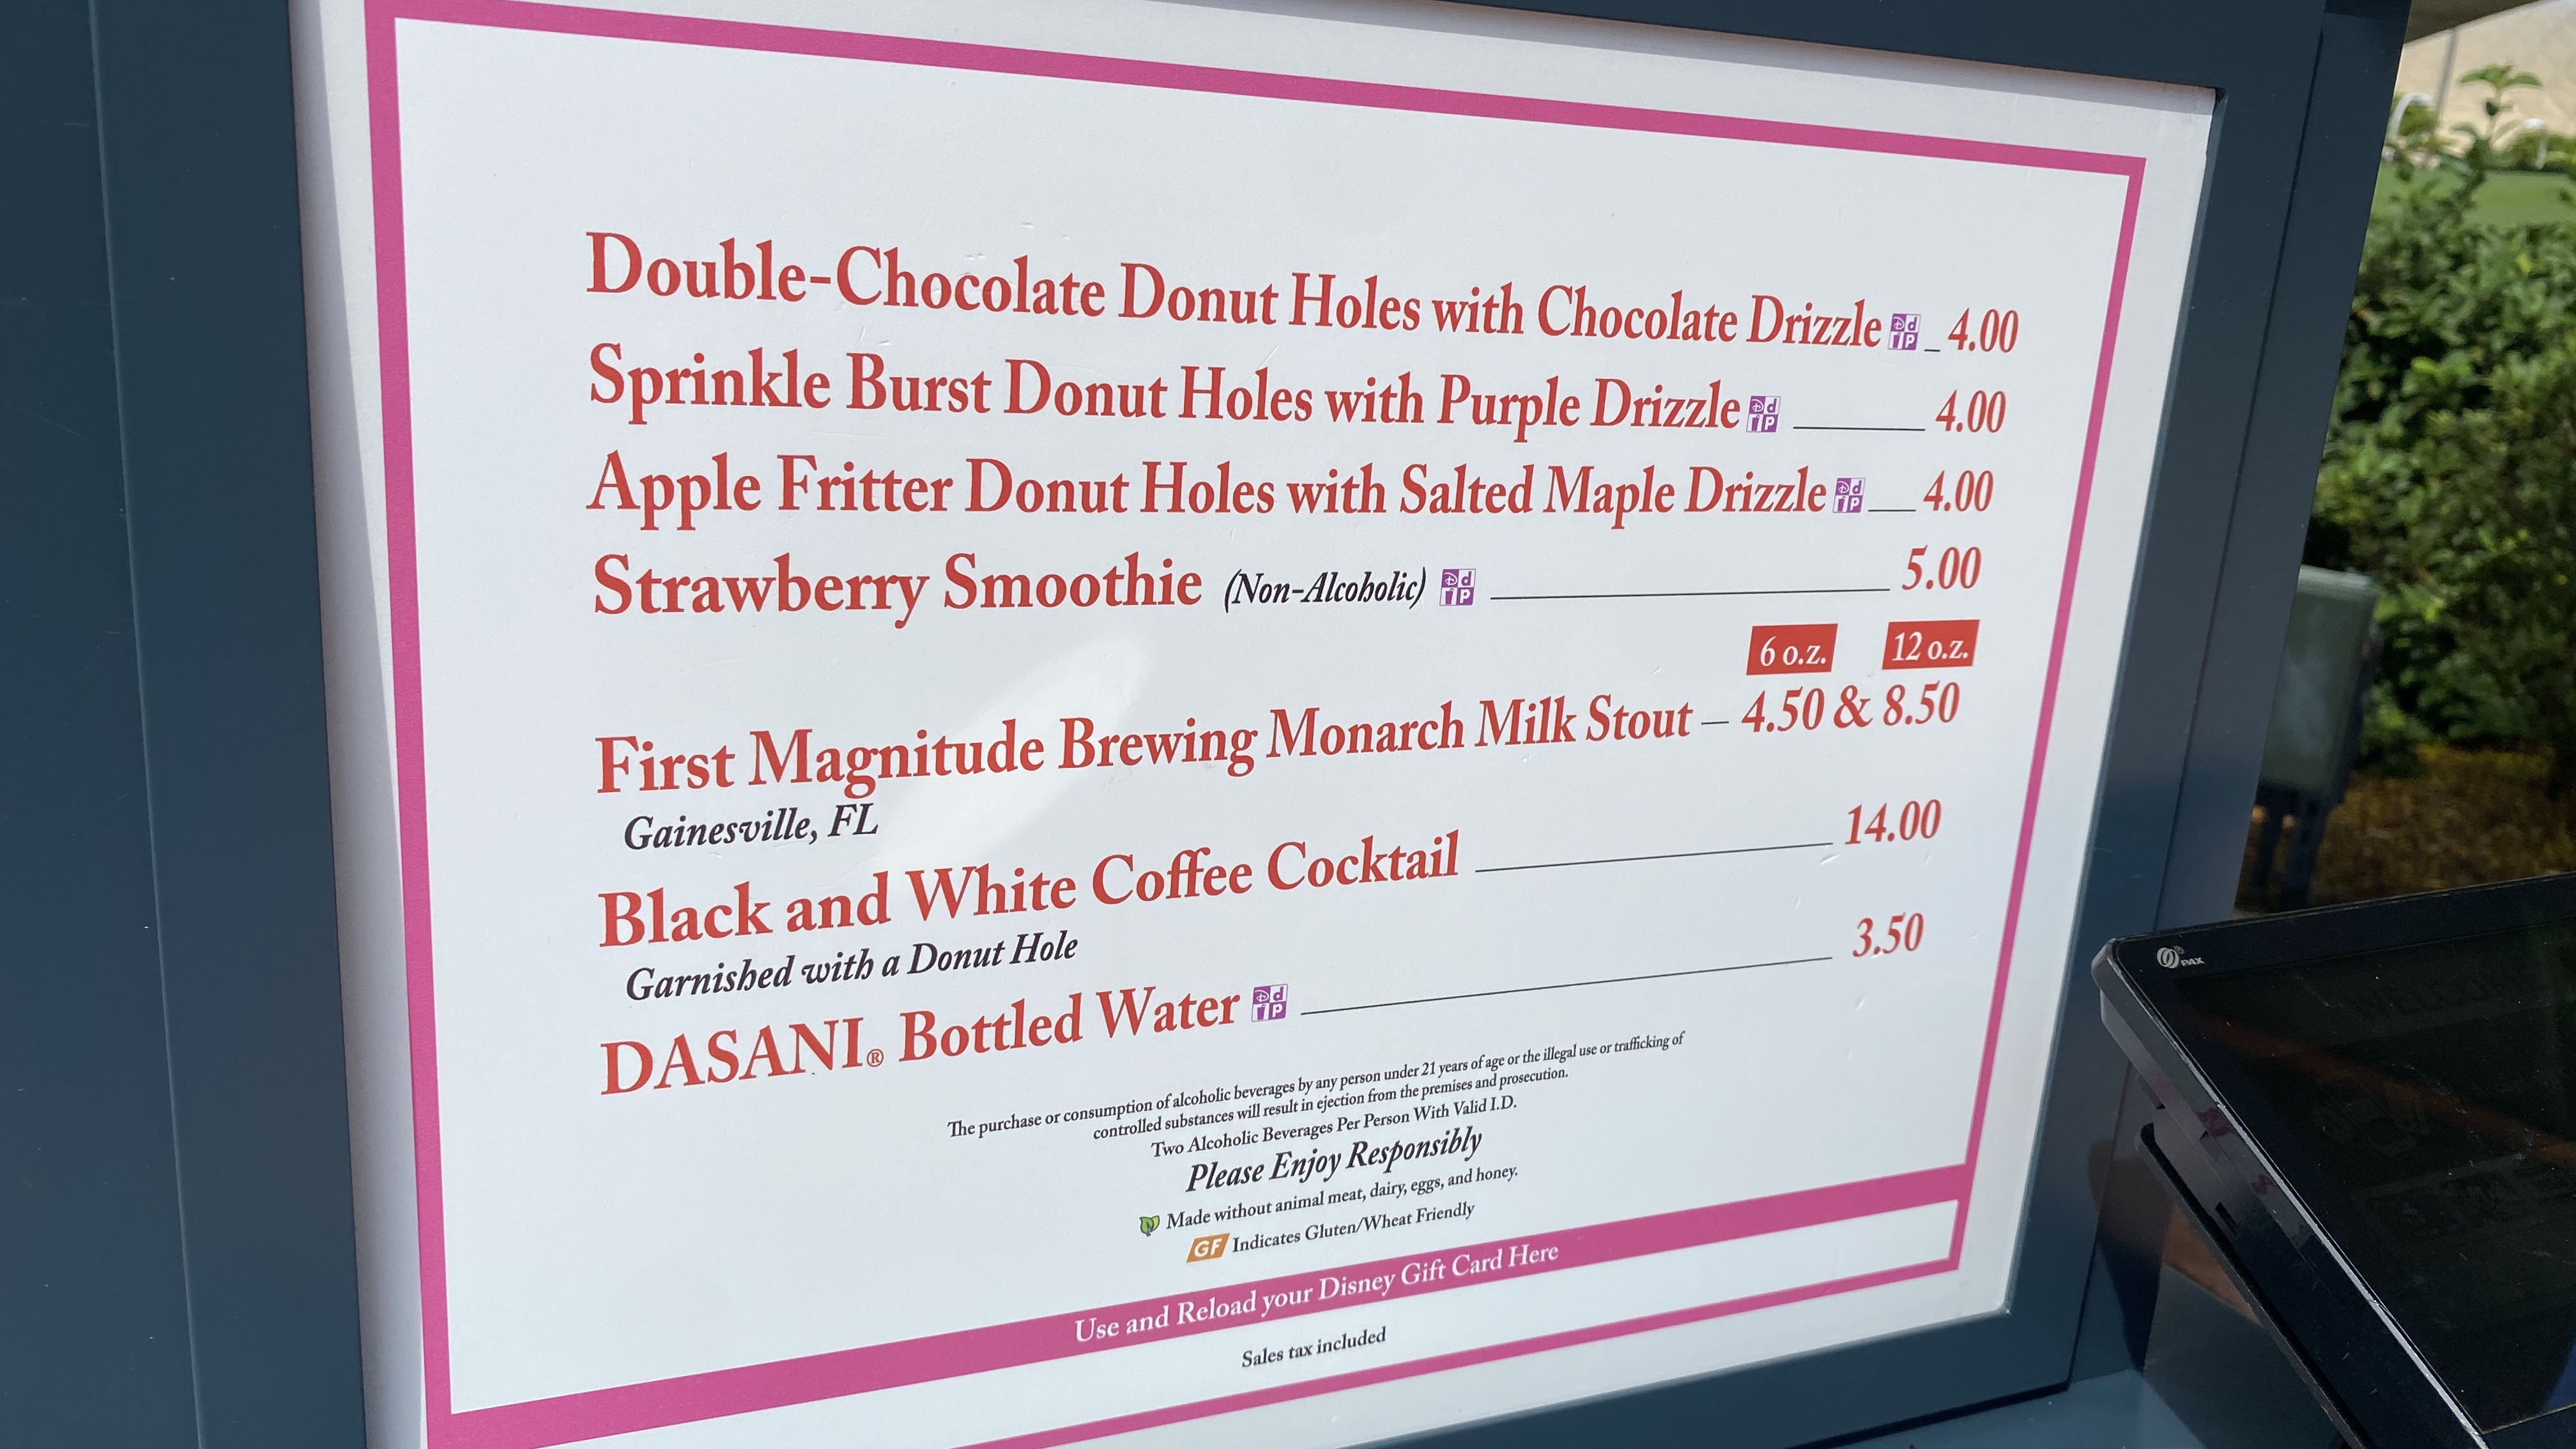 Double-Chocolate Donut Holes with Chocolate Drizzle DdiP 4.00
Sprinkle Burst Donut Holes with Purple Drizzle DdiP 4.00
Apple Fritter Donut Holes with Salted Maple Drizzle DdiP 4.00
Strawberry Smoothie (Non-Alcoholic) DdiP 5.00
6 o.z. 12 o.z.
First Magnitude Brewing Monarch Milk Stout – 4.50 & 8.50
Gainesville, FL
Black and White Coffee Cocktail 14.00
Garnished with a Donut Hole
DASANI® Bottled Water DdiP 3.50
The purchase or consumption of alcoholic beverages by any person under 21 years of age or the illegal use or trafficking of
controlled substances will result in ejection from the premises and prosecution.
Two Alcoholic Beverages Per Person With Valid I.D.
Please Enjoy Responsibly
Made without animal meat, dairy, eggs, and honey.
GF Indicates Gluten/Wheat Friendly
Use and Reload your Disney Gift Card Here
Sales tax included
PAX